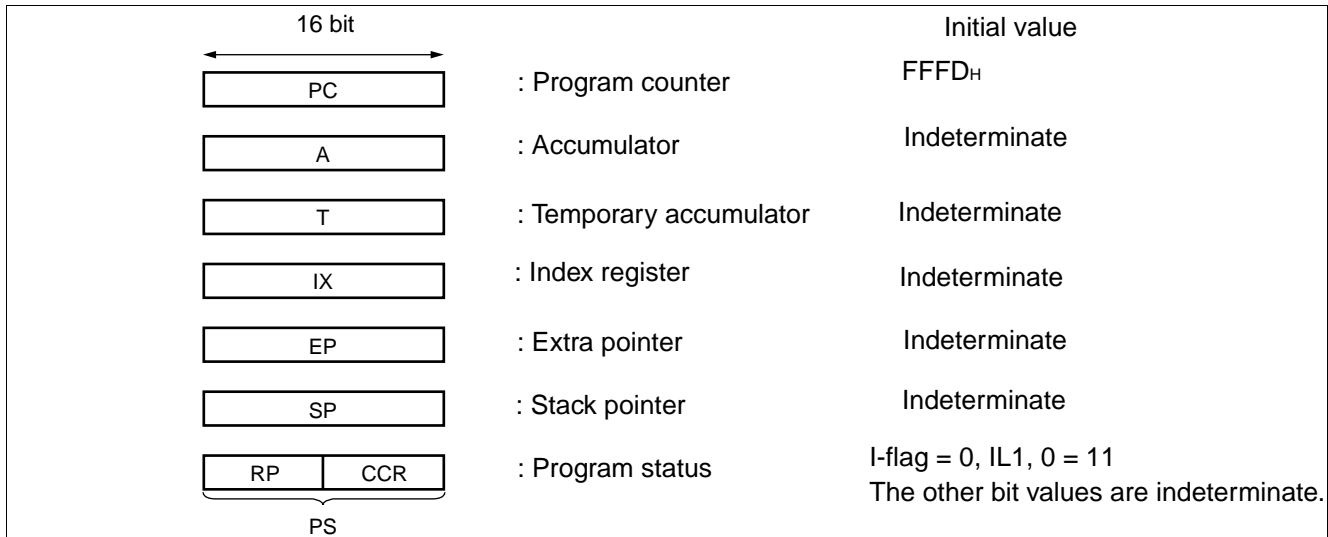 16 bit Initial value
PC : Program counter FFFDH
A : Accumulator Indeterminate
T : Temporary accumulator Indeterminate
IX : Index register Indeterminate
EP : Extra pointer Indeterminate
SP : Stack pointer Indeterminate
RP CCR : Program status I-flag = 0, IL1, 0 = 11
The other bit values are indeterminate.
PS